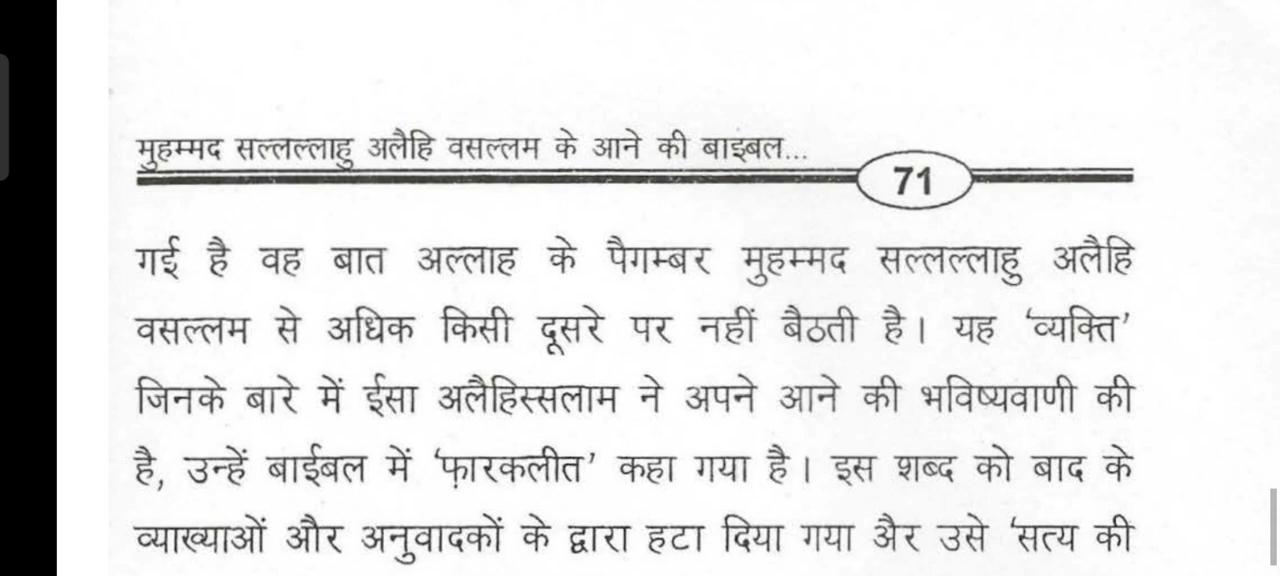 मुहम्मद सल्लल्लाहु अलैहि वसल्लम के आने की बाइबल...
71
गई है वह बात अल्लाह के पैगम्बर मुहम्मद सल्लल्लाहु अलैहि
वसल्लम से अधिक किसी दूसरे पर नहीं बैठती है। यह ‘व्यक्ति’
जिनके बारे में ईसा अलैहिस्सलाम ने अपने आने की भविष्यवाणी की
है, उन्हें बाईबल में ‘फ़ारकलीत’ कहा गया है। इस शब्द को बाद के
व्याख्याओं और अनुवादकों के द्वारा हटा दिया गया अैर उसे ‘सत्य की